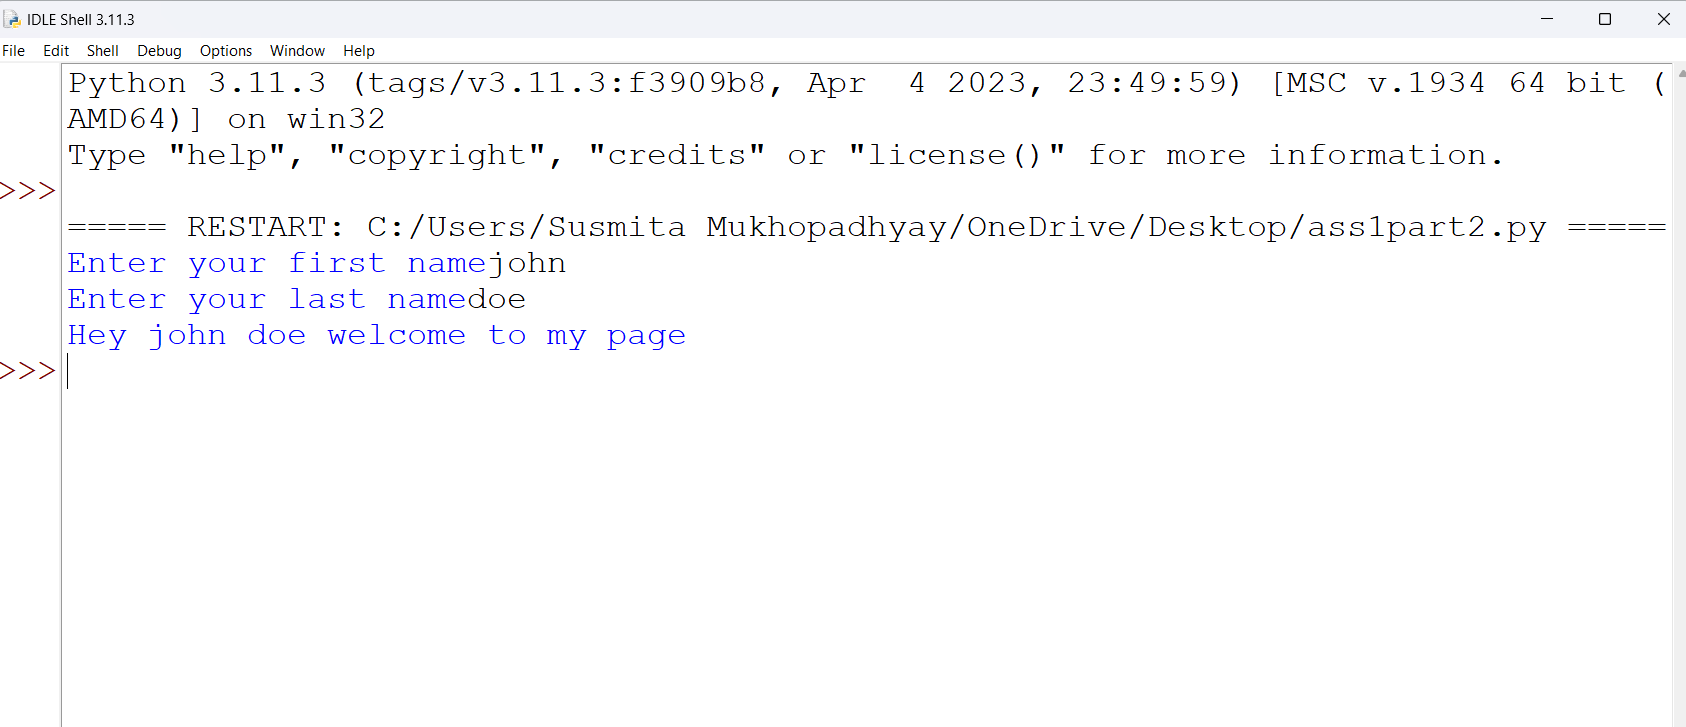 IDLE Shell 3.11.3
File Edit Shell Debug Options Window Help
Python 3.11.3 (tags/v3.11.3:f3909b8, Apr  4 2023, 23:49:59) [MSC v.1934 64 bit (
AMD64)] on win32
Type "help", "copyright", "credits" or "license()" for more information.
>>>
===== RESTART: C:/Users/Susmita Mukhopadhyay/OneDrive/Desktop/ass1part2.py =====
Enter your first namejohn
Enter your last namedoe
Hey john doe welcome to my page
>>>